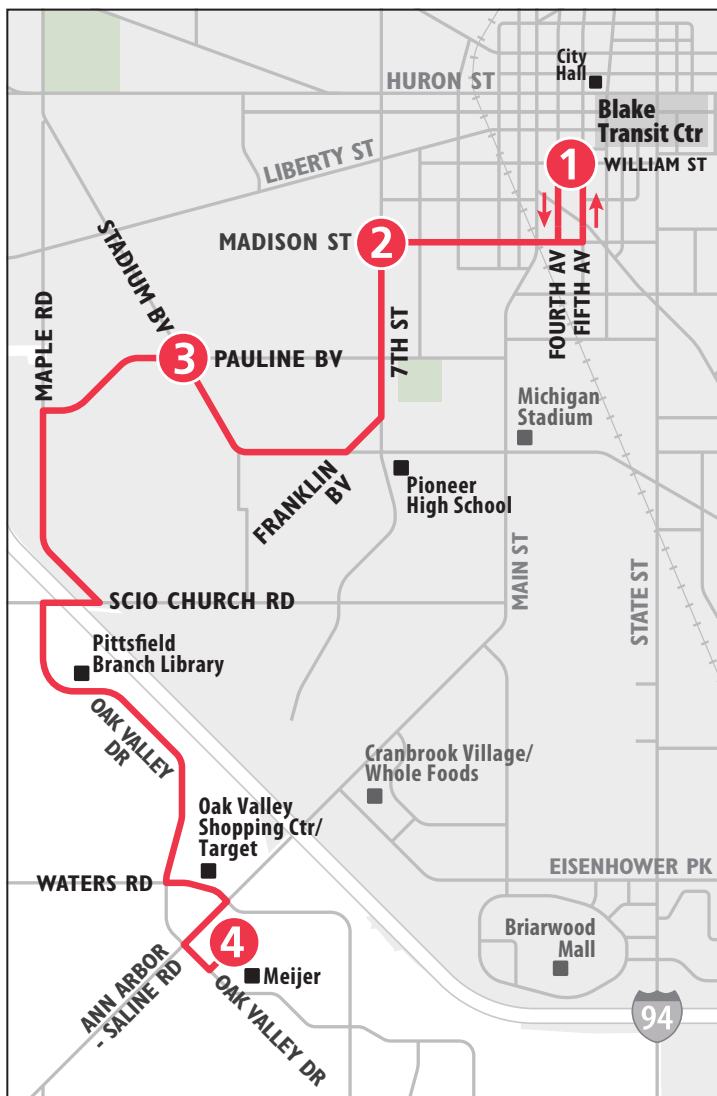 City
Hall
HURON ST
Blake
Transit Ctr
1
WILLIAM ST
LIBERTY ST
MADISON ST
2
STADIUM BV
FOURTH AV
FIFTH AV
MAPLE RD
3
PAULINE BV
7TH ST
Michigan
Stadium
FRANKLIN
BV
Pioneer
High School
MAIN ST
STATE ST
SCIO CHURCH RD
Pittsfield
Branch Library
OAK VALLEY
DR
Cranbrook Village/
Whole Foods
Oak Valley
Shopping Ctr/
Target
WATERS RD
EISENHOWER PK
4
Briarwood
Mall
ANN ARBOR
- SALINE RD
Meijer
OAK VALLEY DR
94